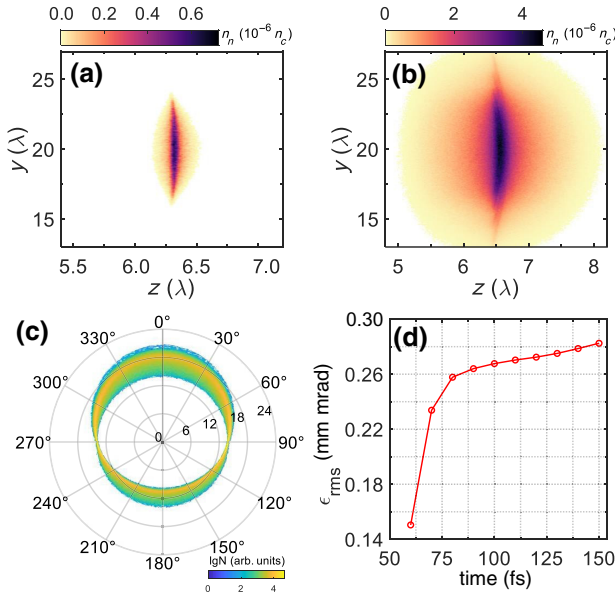 0.0 0.2 0.4 0.6 n_n (10^-6 n_c)
(a)
y (λ)
25
20
15
5.5 6.0 6.5 7.0
z (λ)
0 2 4 n_n (10^-6 n_c)
(b)
y (λ)
25
20
15
5 6 7 8
z (λ)
(c)
0°
30°
60°
90°
120°
150°
180°
210°
240°
270°
300°
330°
0 6 12 18 24
lgN (arb. units)
0 2 4
(d)
ϵ_rms (mm mrad)
0.30
0.26
0.22
0.18
0.14
50 75 100 125 150
time (fs)